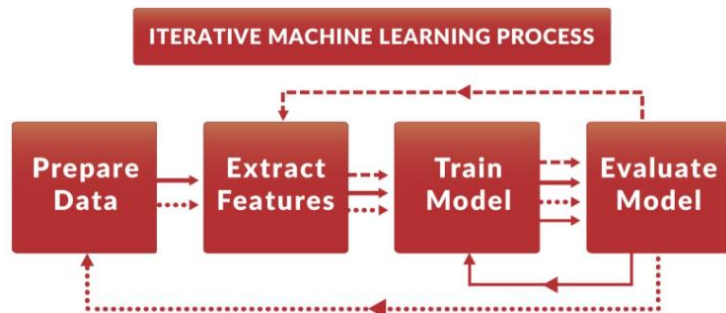 ITERATIVE MACHINE LEARNING PROCESS
Prepare
Data
Extract
Features
Train
Model
Evaluate
Model